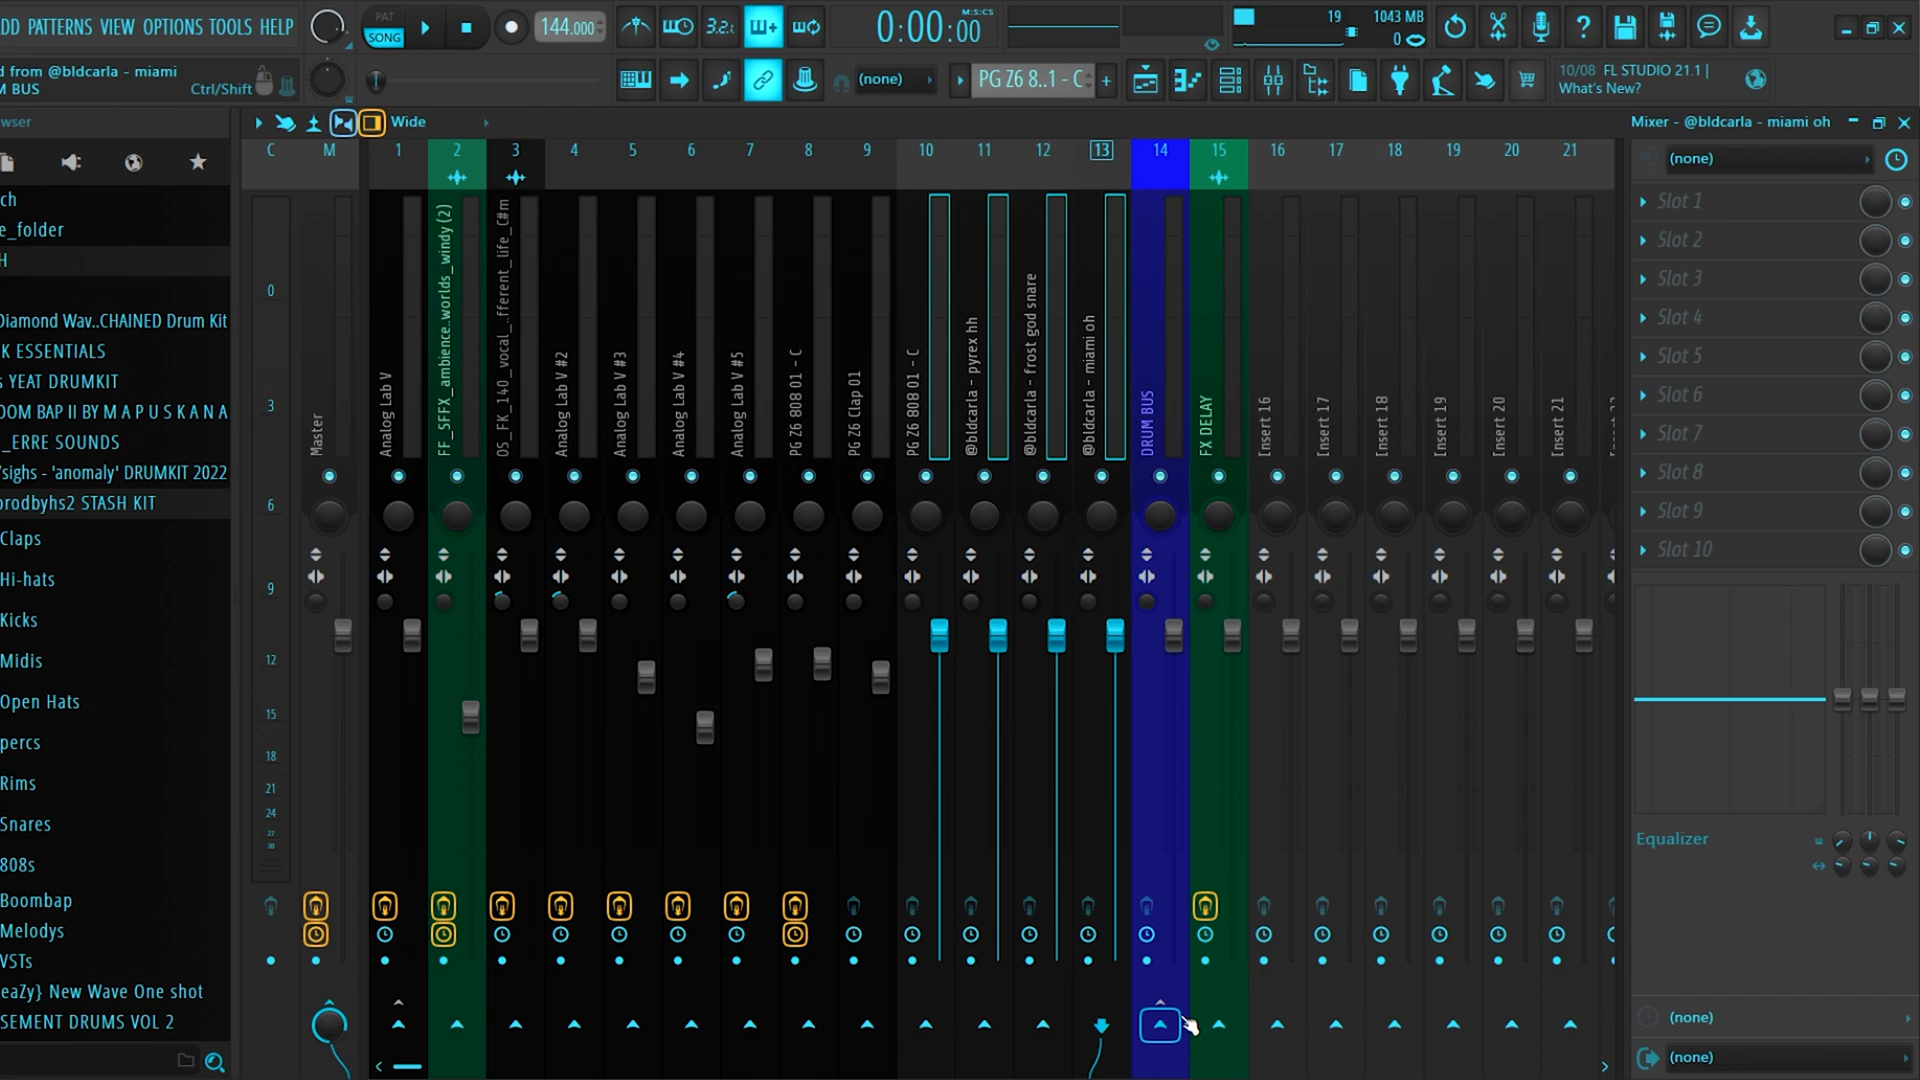 ADD PATTERNS VIEW OPTIONS TOOLS HELP
PAT
SONG
144.000
3.2.
0:00:00
M:S:CS
19
1043 MB
0
d from @bldcarla - miami
M BUS
Ctrl/Shift
(none)
PG Z6 8..1 - C
+
10/08 FL STUDIO 21.1 |
What's New?
wser
Wide
Mixer - @bldcarla - miami oh
C
M
1
2
3
4
5
6
7
8
9
10
11
12
13
14
15
16
17
18
19
20
21
(none)
ch
e_folder
H
Diamond Wav..CHAINED Drum Kit
K ESSENTIALS
s YEAT DRUMKIT
OOM BAP II BY M A P U S K A N A
_ERRE SOUNDS
'sighs - 'anomaly' DRUMKIT 2022
prodbyhs2 STASH KIT
Claps
Hi-hats
Kicks
Midis
Open Hats
percs
Rims
Snares
808s
Boombap
Melodys
VSTs
eaZy} New Wave One shot
SEMENT DRUMS VOL 2
0
3
6
9
12
15
18
21
24
27
30
Master
Analog Lab V
FF_SFFX_ambience.worlds_windy (2)
OS_FK_140_vocal_..fferent_life_C#m
Analog Lab V #2
Analog Lab V #3
Analog Lab V #4
Analog Lab V #5
PG Z6 808 01 - C
PG Z6 Clap 01
PG Z6 808 01 - C
@bldcarla - pyrex hh
@bldcarla - frost god snare
@bldcarla - miami oh
DRUM BUS
FX DELAY
Insert 16
Insert 17
Insert 18
Insert 19
Insert 20
Insert 21
Slot 1
Slot 2
Slot 3
Slot 4
Slot 5
Slot 6
Slot 7
Slot 8
Slot 9
Slot 10
Equalizer
(none)
(none)